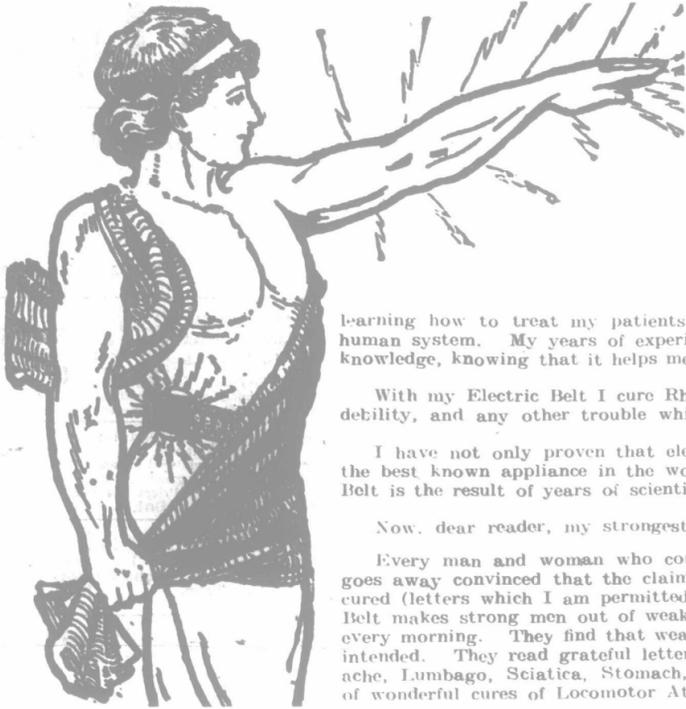 learning how to treat my patients
human system. My years of experi
knowledge, knowing that it helps me
With my Electric Belt I cure Rh
debility, and any other trouble whi
I have not only proven that ele
the best known appliance in the wo
Belt is the result of years of scienti
Now, dear reader, my strongest
Every man and woman who co
goes away convinced that the claim
cured (letters which I am permitted
Belt makes strong men out of weak
every morning. They find that wea
intended. They read grateful letter
ache, Lumbago, Sciatica, Stomach,
of wonderful cures of Locomotor At